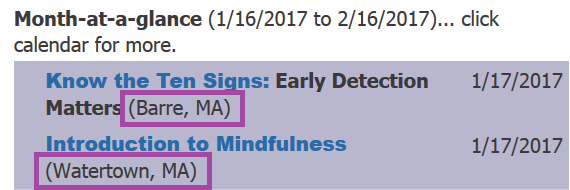 Month-at-a-glance (1/16/2017 to 2/16/2017)... click
calendar for more.
Know the Ten Signs: Early Detection 1/17/2017
Matters (Barre, MA)
Introduction to Mindfulness 1/17/2017
(Watertown, MA)